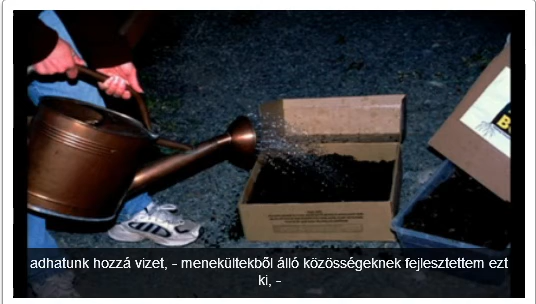 adhatunk hozzá vizet, - menekültekből álló közösségeknek fejlesztettem ezt
ki, -